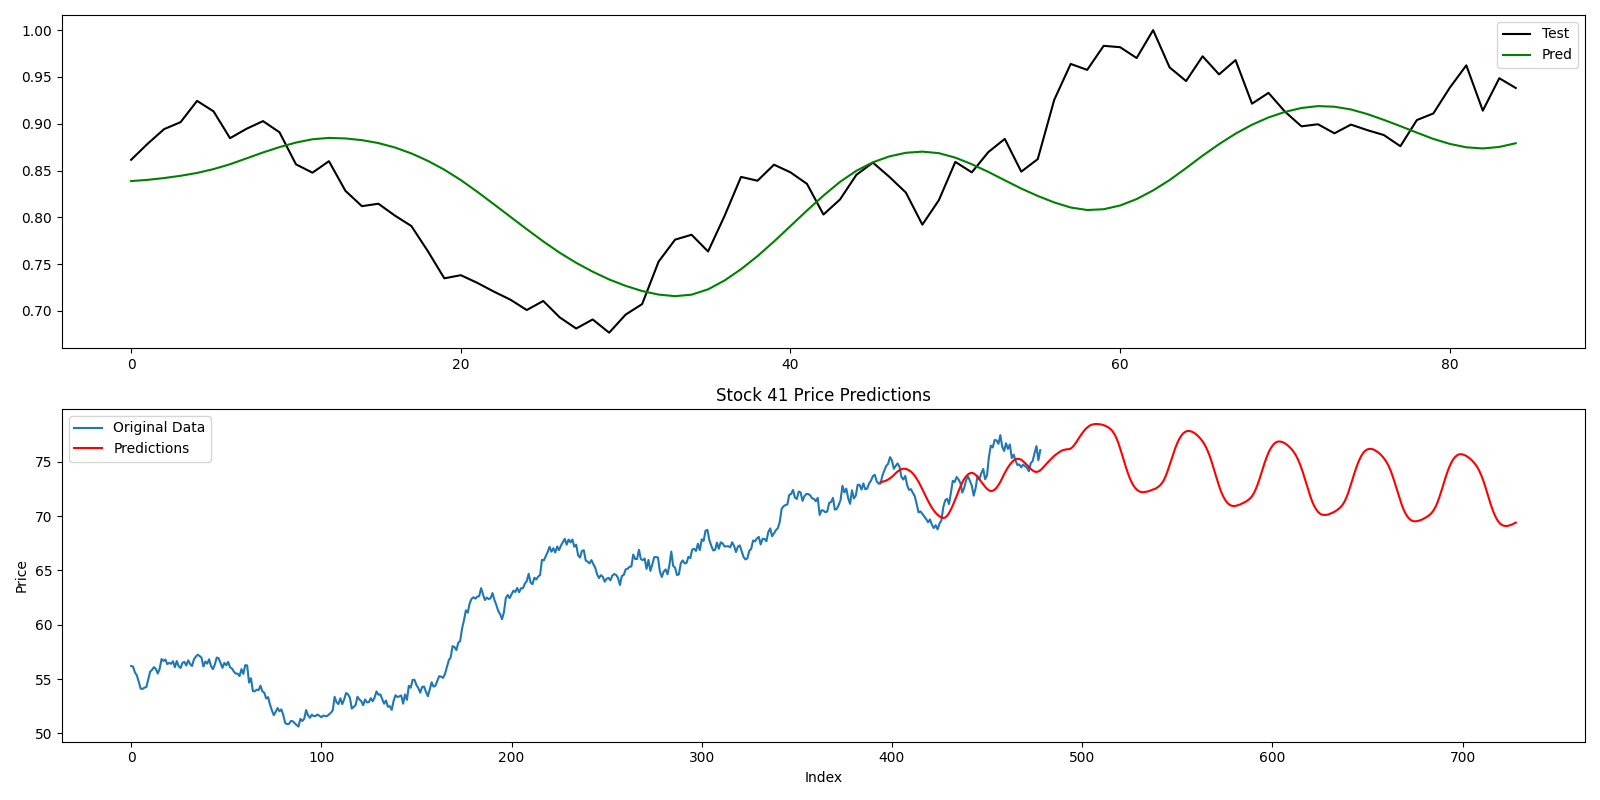 1.00
0.95
0.90
0.85
0.80
0.75
0.70
Test
Pred
0 20 40 60 80
Stock 41 Price Predictions
Original Data
Predictions
Price
75
70
65
60
55
50
0 100 200 300 400 500 600 700
Index